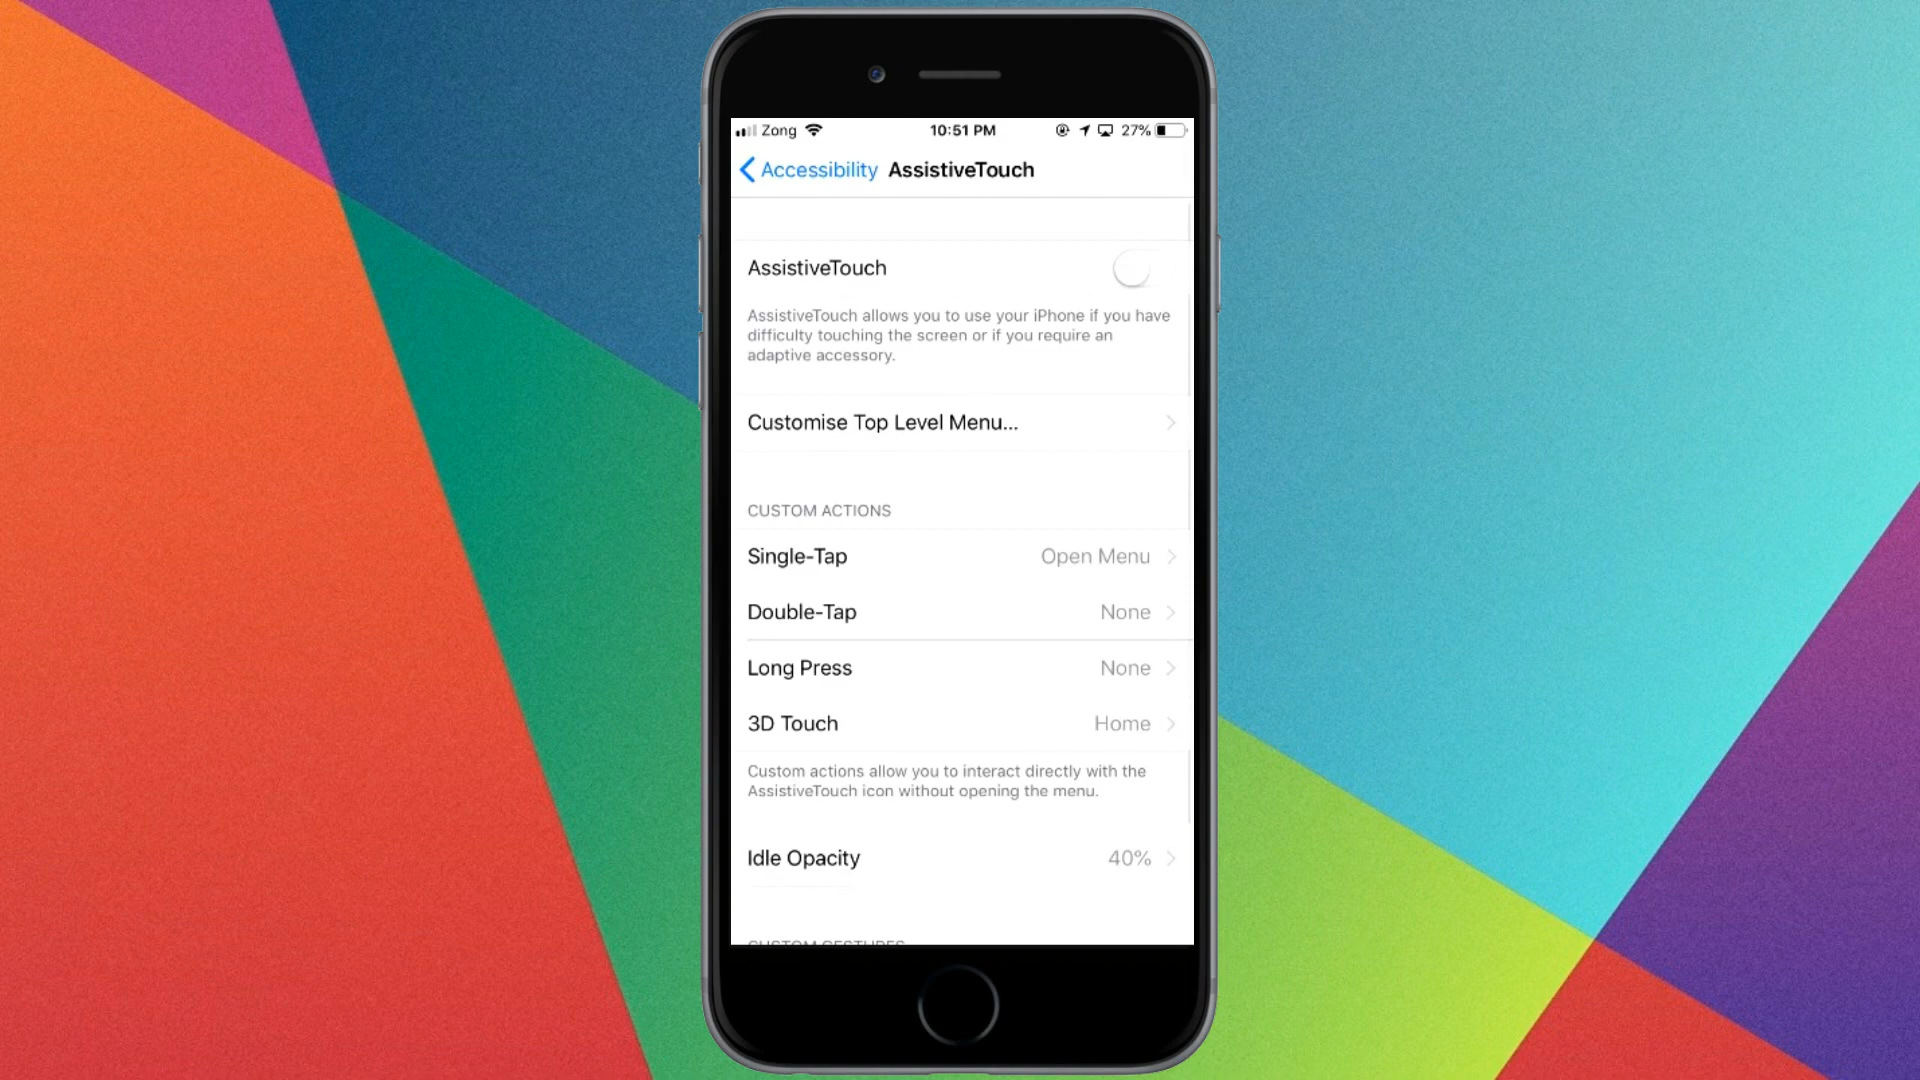 Zong 10:51 PM 27%
Accessibility AssistiveTouch
AssistiveTouch
AssistiveTouch allows you to use your iPhone if you have
difficulty touching the screen or if you require an
adaptive accessory.
Customise Top Level Menu...
CUSTOM ACTIONS
Single-Tap Open Menu
Double-Tap None
Long Press None
3D Touch Home
Custom actions allow you to interact directly with the
AssistiveTouch icon without opening the menu.
Idle Opacity 40%
CUSTOM GESTURES